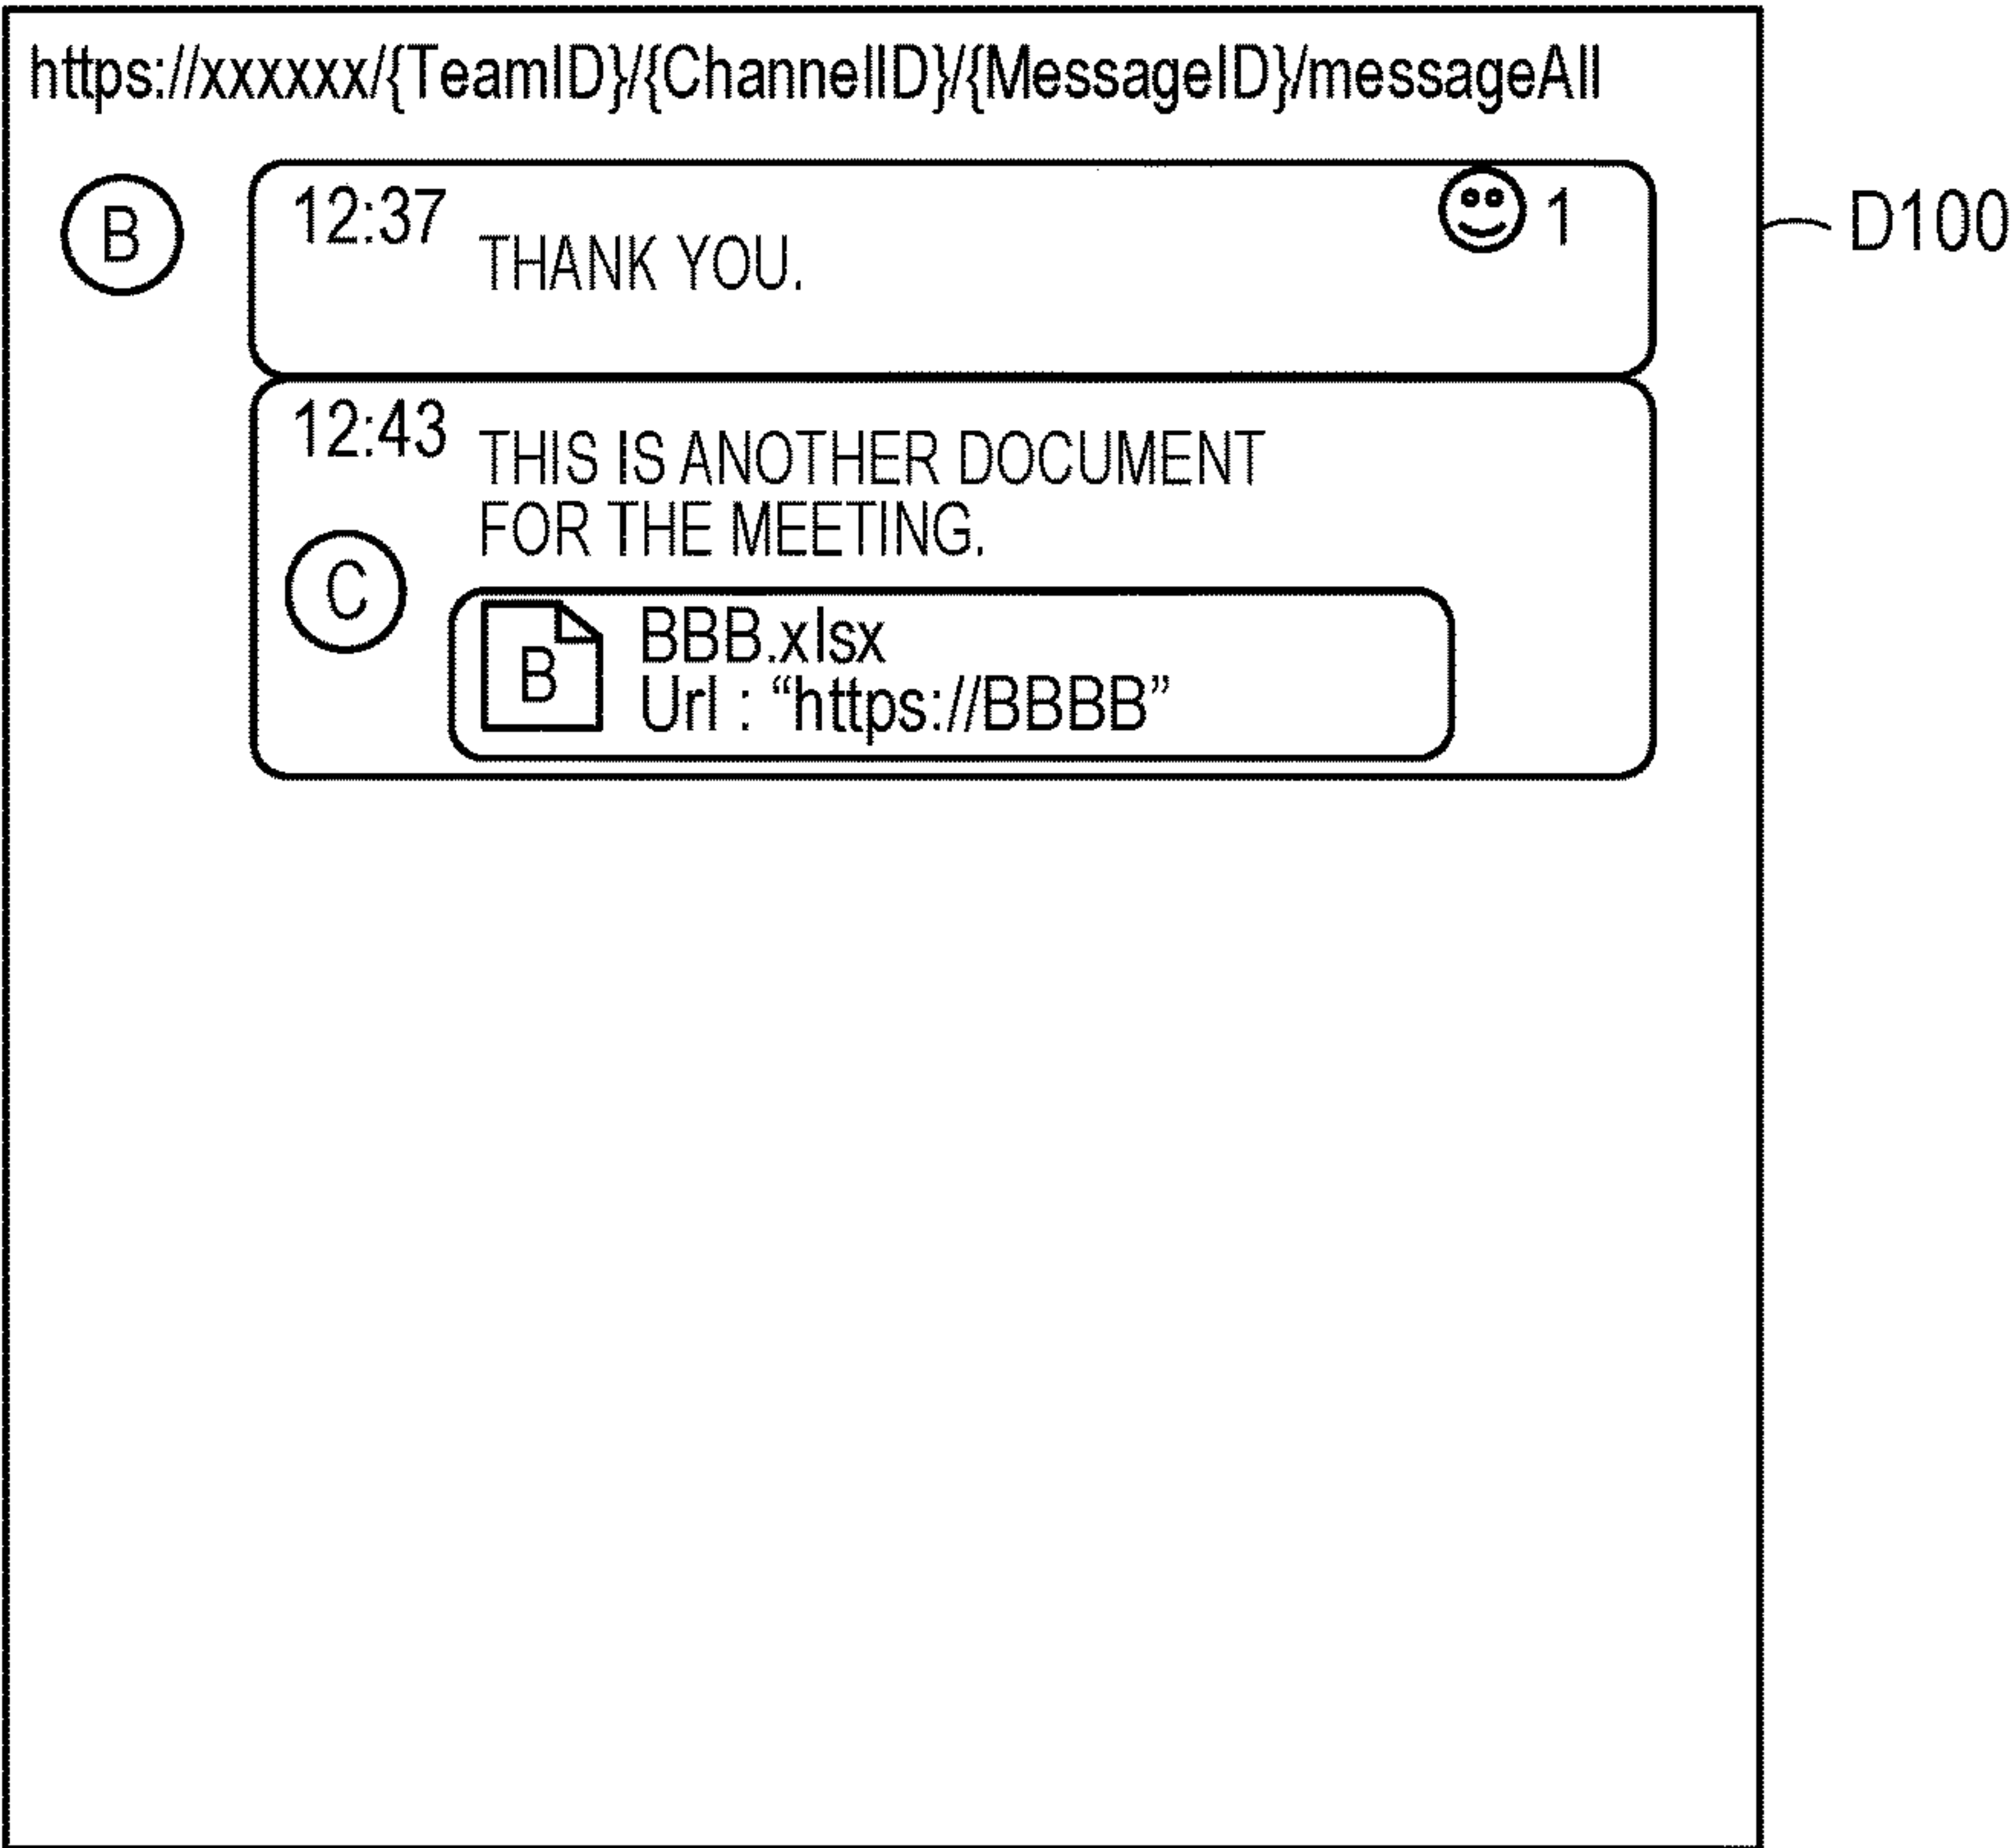 https://xxxxxx/{TeamID}/{ChannelID}/{MessageID}/messageAll
B
12:37
1
THANK YOU.
D100
12:43
THIS IS ANOTHER DOCUMENT
FOR THE MEETING.
C
B
BBB.xlsx
Url : “https://BBBB”